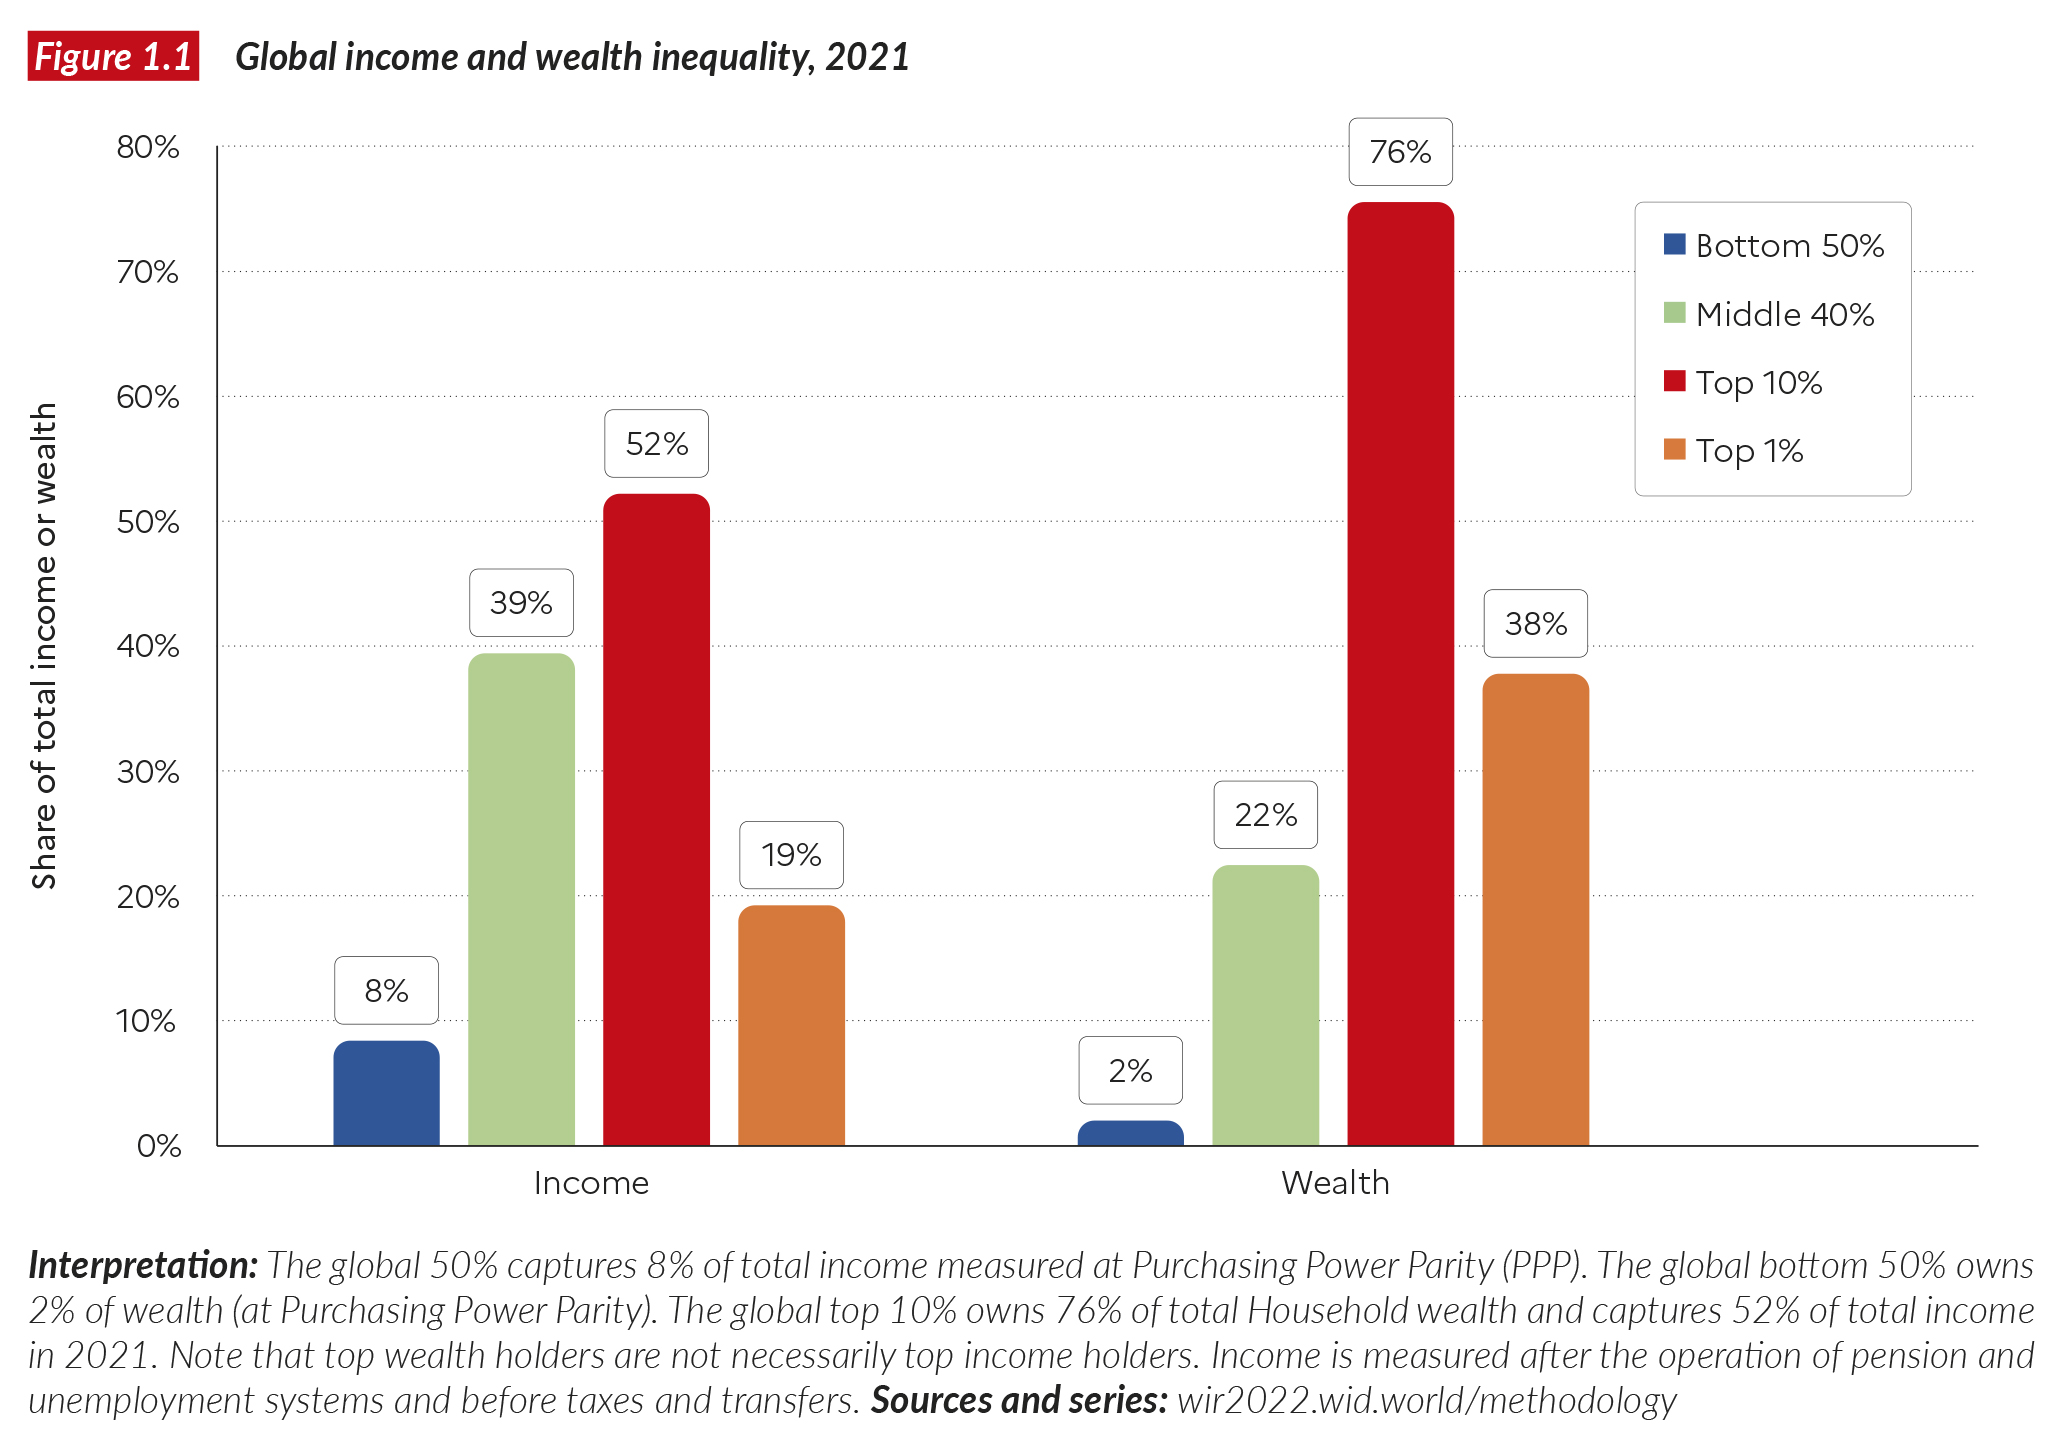 Figure 1.1 Global income and wealth inequality, 2021
Share of total income or wealth
80%
70%
60%
50%
40%
30%
20%
10%
0%
8%
39%
52%
19%
2%
22%
76%
38%
Income
Wealth
Bottom 50%
Middle 40%
Top 10%
Top 1%
Interpretation: The global 50% captures 8% of total income measured at Purchasing Power Parity (PPP). The global bottom 50% owns
2% of wealth (at Purchasing Power Parity). The global top 10% owns 76% of total Household wealth and captures 52% of total income
in 2021. Note that top wealth holders are not necessarily top income holders. Income is measured after the operation of pension and
unemployment systems and before taxes and transfers. Sources and series: wir2022.wid.world/methodology